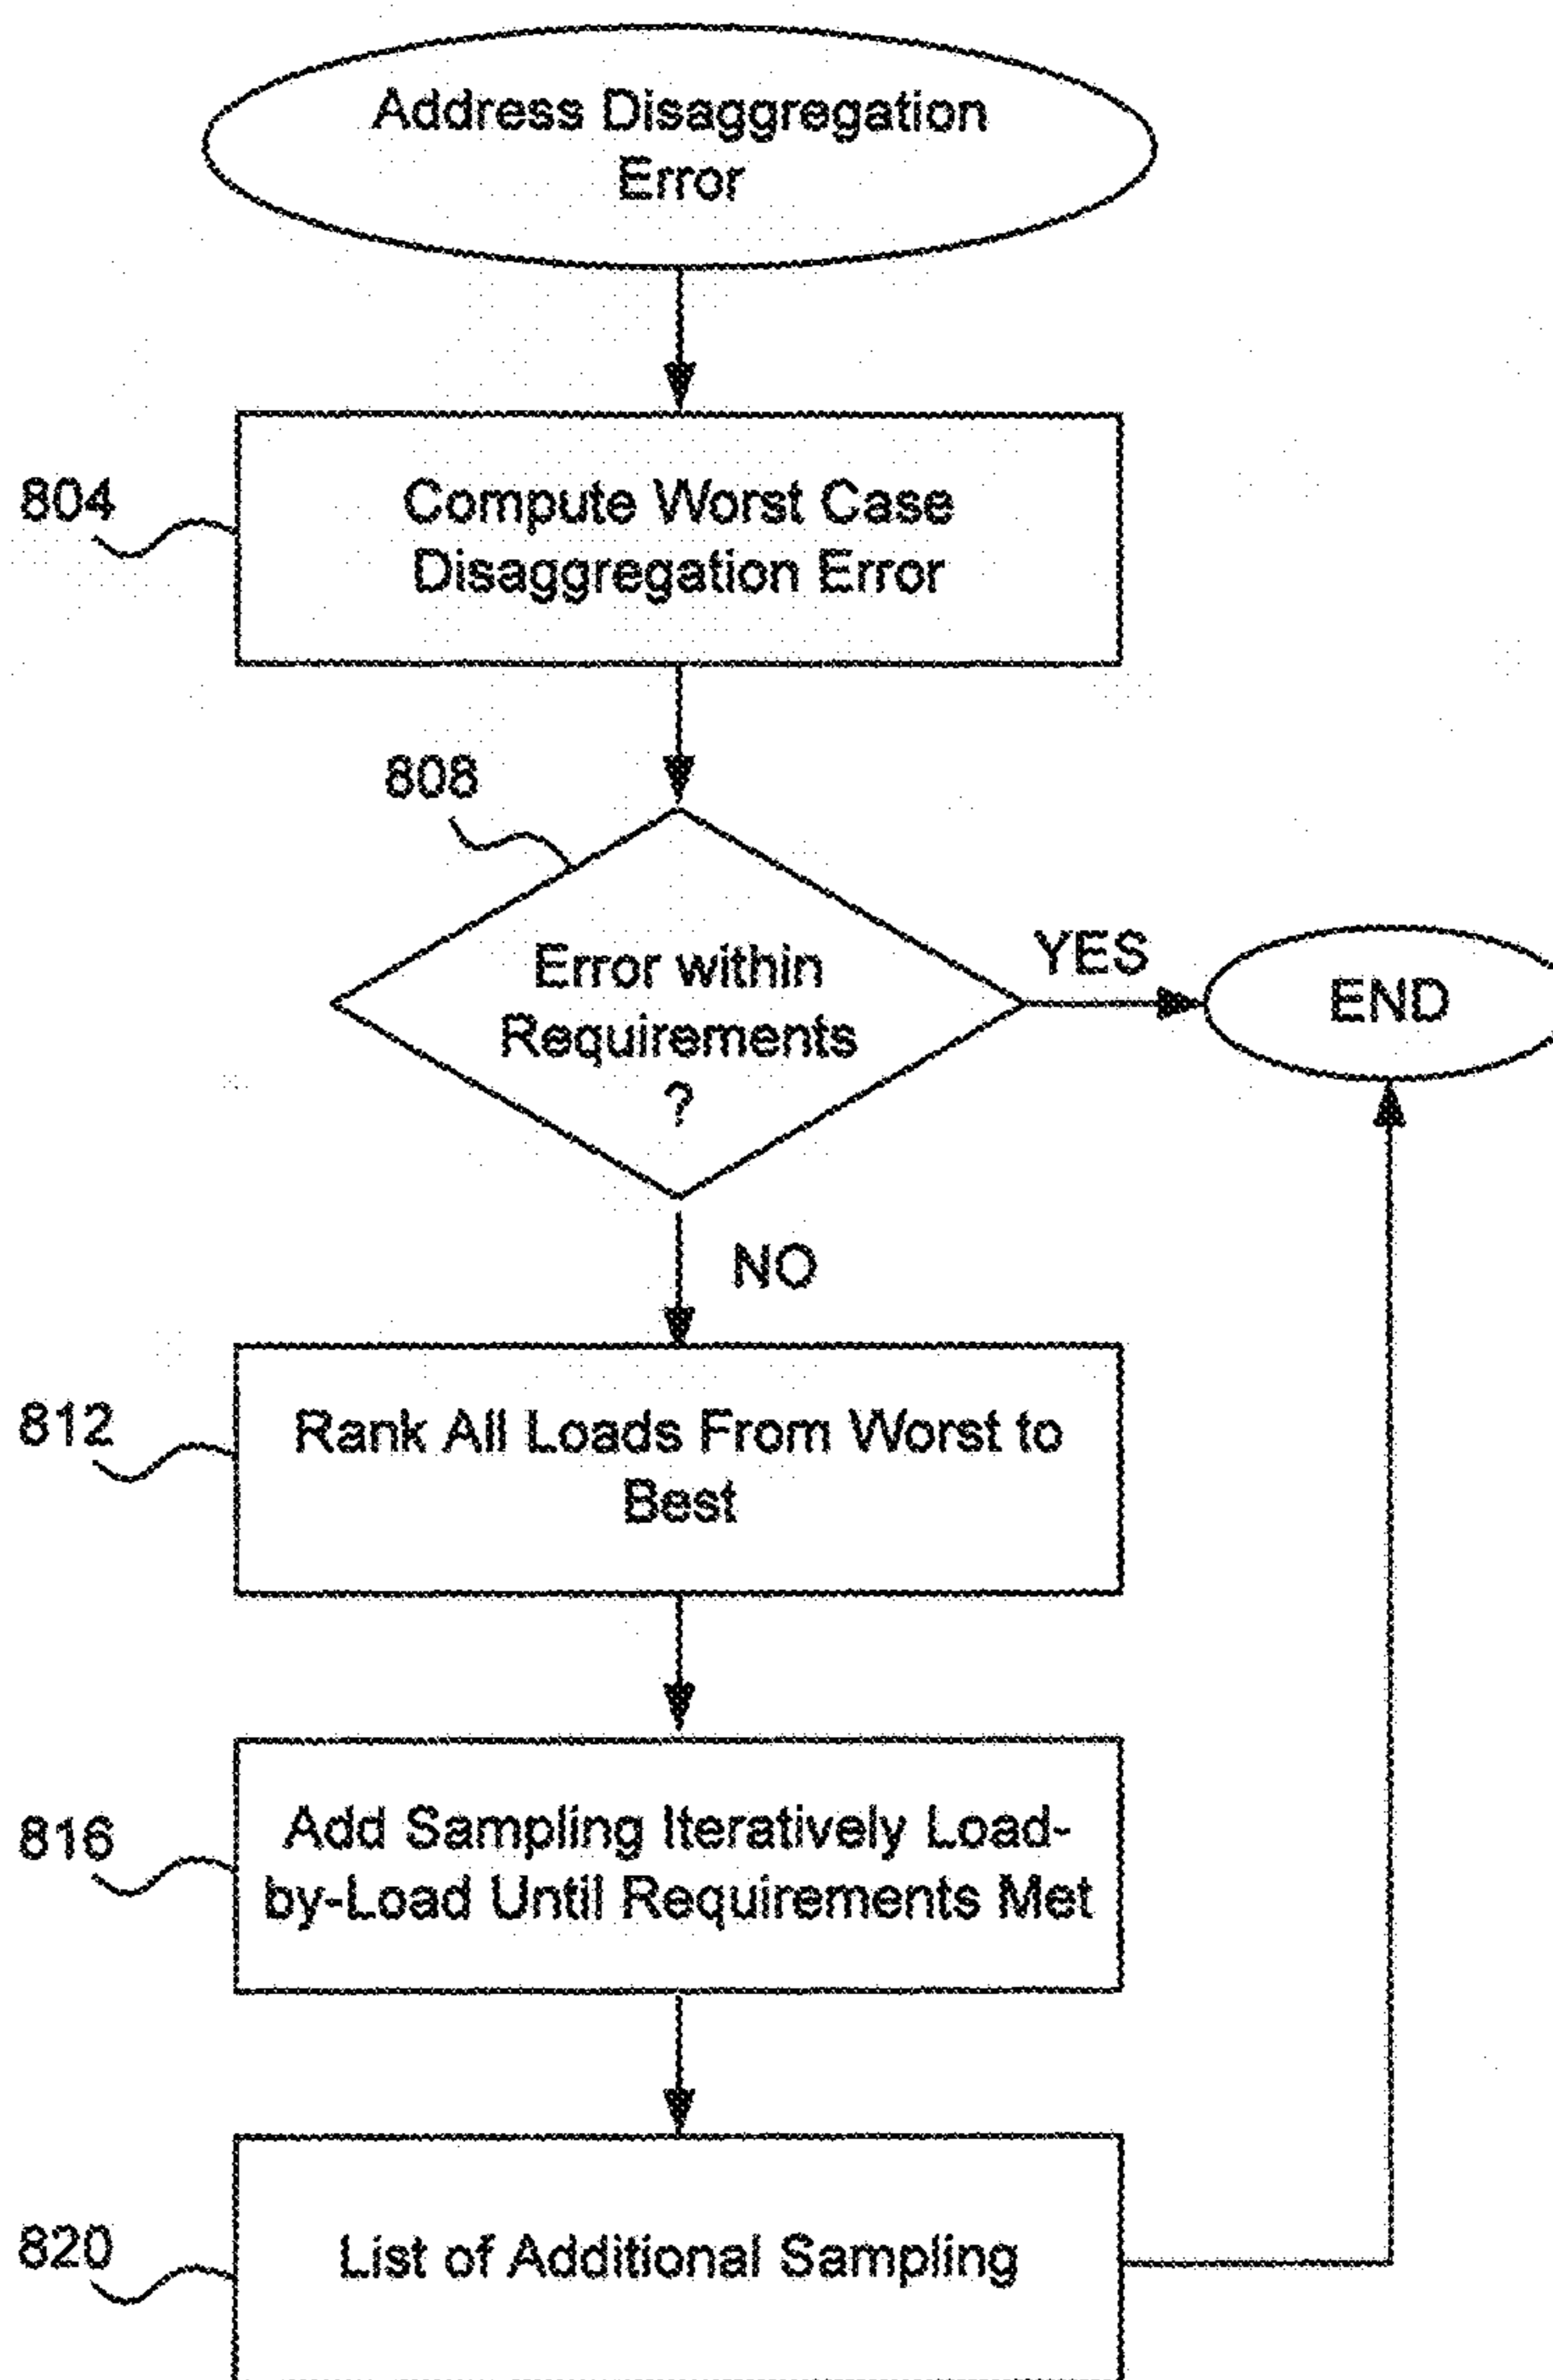 Address Disaggregation
Error
804
Compute Worst Case
Disaggregation Error
808
Error within
Requirements
?
YES
END
NO
812
Rank All Loads From Worst to
Best
816
Add Sampling Iteratively Load-
by-Load Until Requirements Met
820
List of Additional Sampling